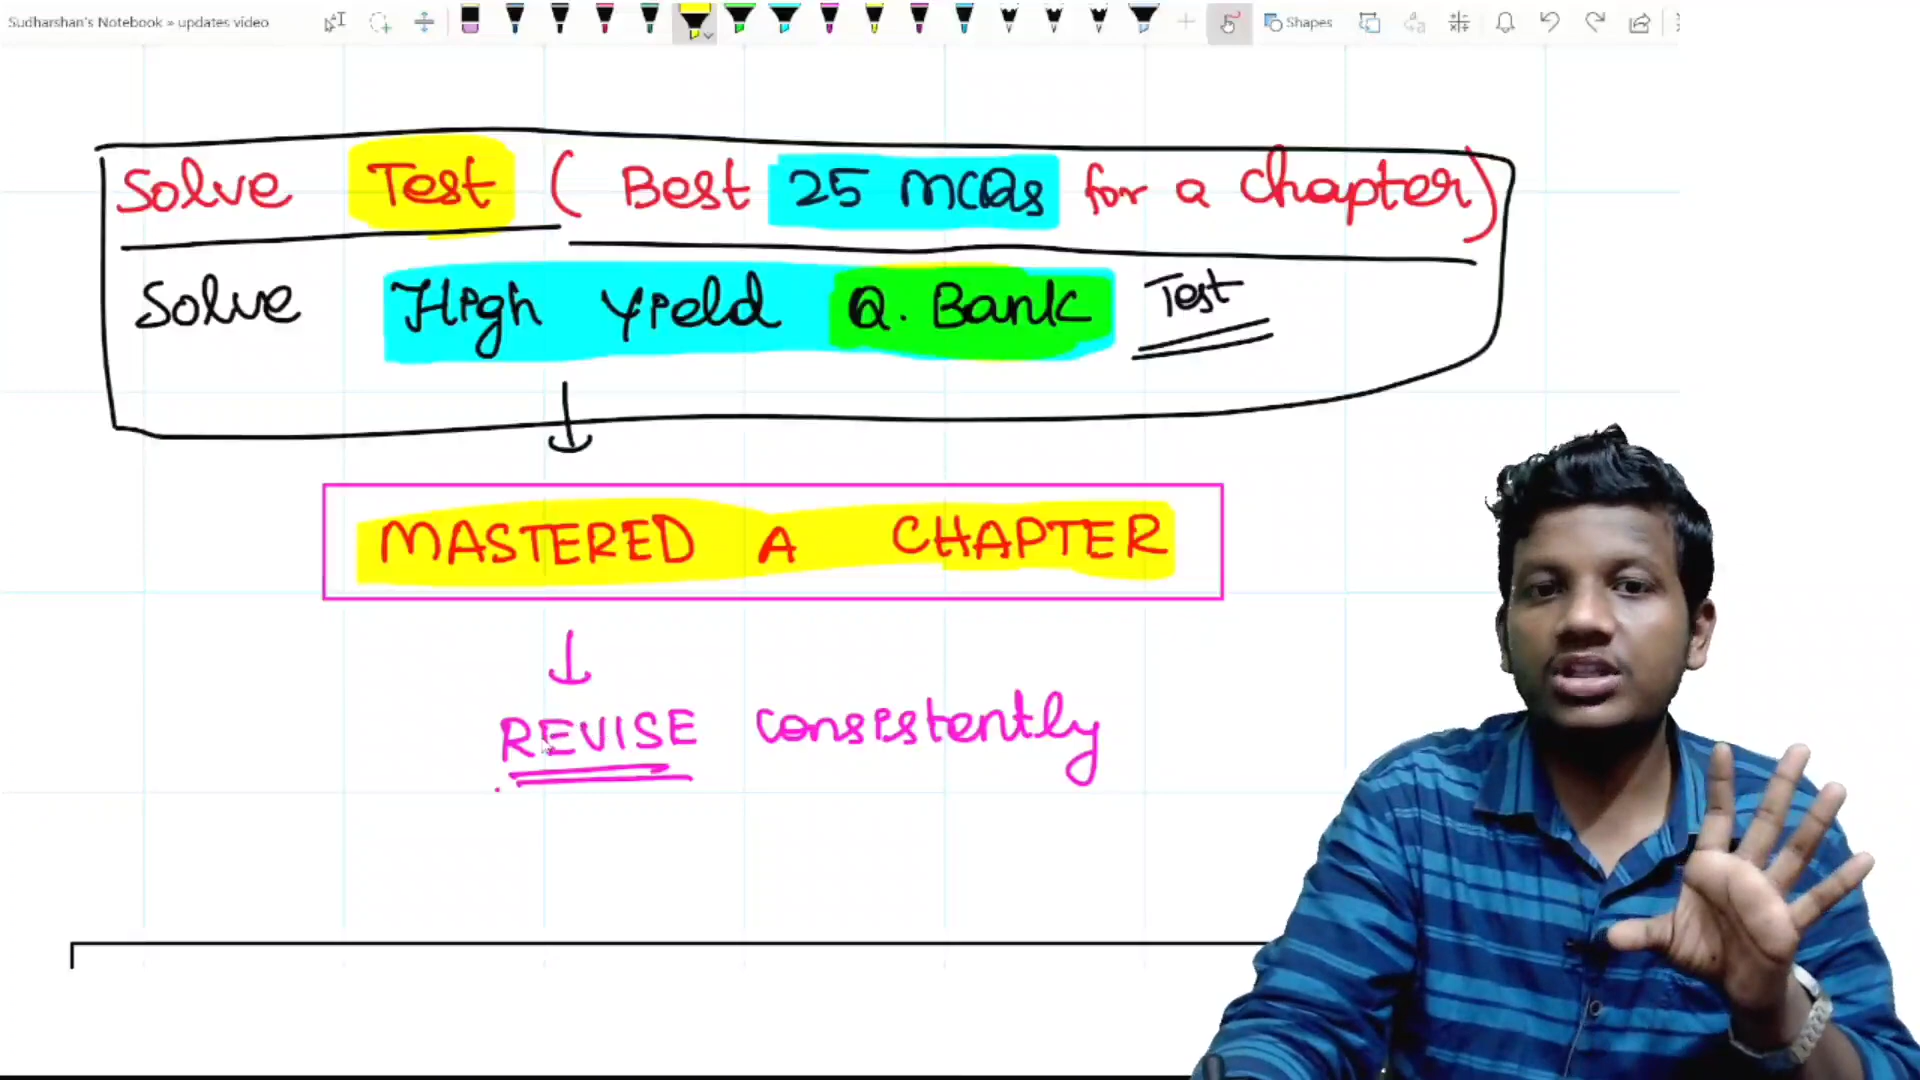 Sudharshan's Notebook » updates video
Shapes
Solve Test ( Best 25 MCQs for a chapter)
Solve High Yield Q. Bank Test
MASTERED A CHAPTER
REVISE consistently